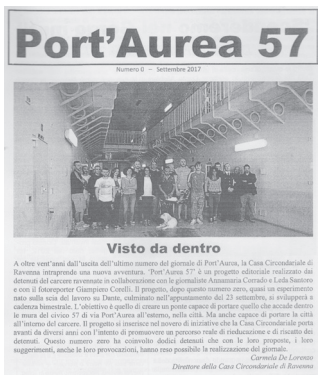 Port'Aurea 57
Numero 0 – Settembre 2017
Visto da dentro
A oltre vent'anni dall'uscita dell'ultimo numero del giornale di Port'Aurea, la Casa Circondariale di
Ravenna intraprende una nuova avventura. 'Port'Aurea 57' è un progetto editoriale realizzato dai
detenuti del carcere ravennate in collaborazione con le giornaliste Annamaria Corrado e Leda Santoro
e con il fotoreporter Giampiero Corelli. Il progetto, dopo questo numero zero, quasi un esperimento
nato sulla scia del lavoro su Dante, culminato nell'appuntamento del 23 settembre, si svilupperà a
cadenza bimestrale. L'obiettivo è quello di creare un ponte capace di portare quello che accade dentro
le mura del civico 57 di via Port'Aurea all'esterno, nella città. Ma anche capace di portare la città
all'interno del carcere. Il progetto si inserisce nel novero di iniziative che la Casa Circondariale porta
avanti da diversi anni con l'intento di promuovere un percorso reale di rieducazione e di riscatto dei
detenuti. Questo numero zero ha coinvolto dodici detenuti che con le loro proposte, i loro
suggerimenti, anche le loro provocazioni, hanno reso possibile la realizzazione del giornale.
Carmela De Lorenzo
Direttore della Casa Circondariale di Ravenna